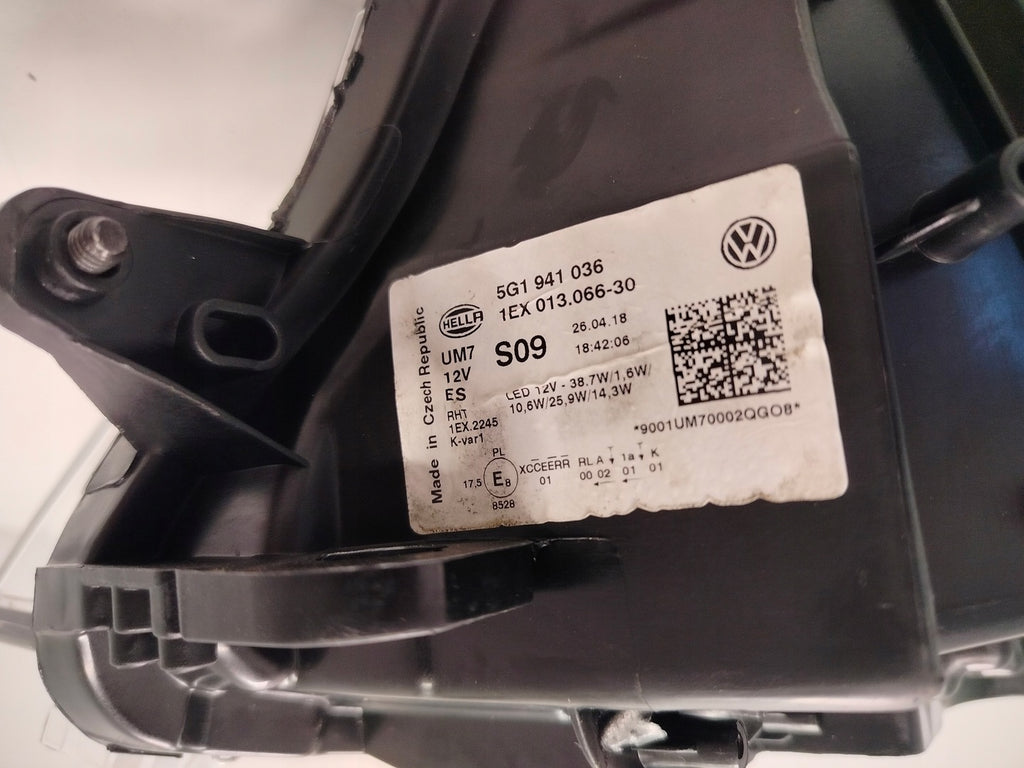 Made in Czech Republic
VW
HELLA
5G1 941 036
1EX 013.066-30
UM7
12V
ES
S09
26.04.18
18:42:06
RHT
1EX.2245
K-var1
LED 12V - 38.7W/1,6W/
10,6W/25,9W/14,3W
*9001UM70002QGO8*
PL
17,5
E8
8528
XCCEERR
01
RL A 1a K
00 02 01 01